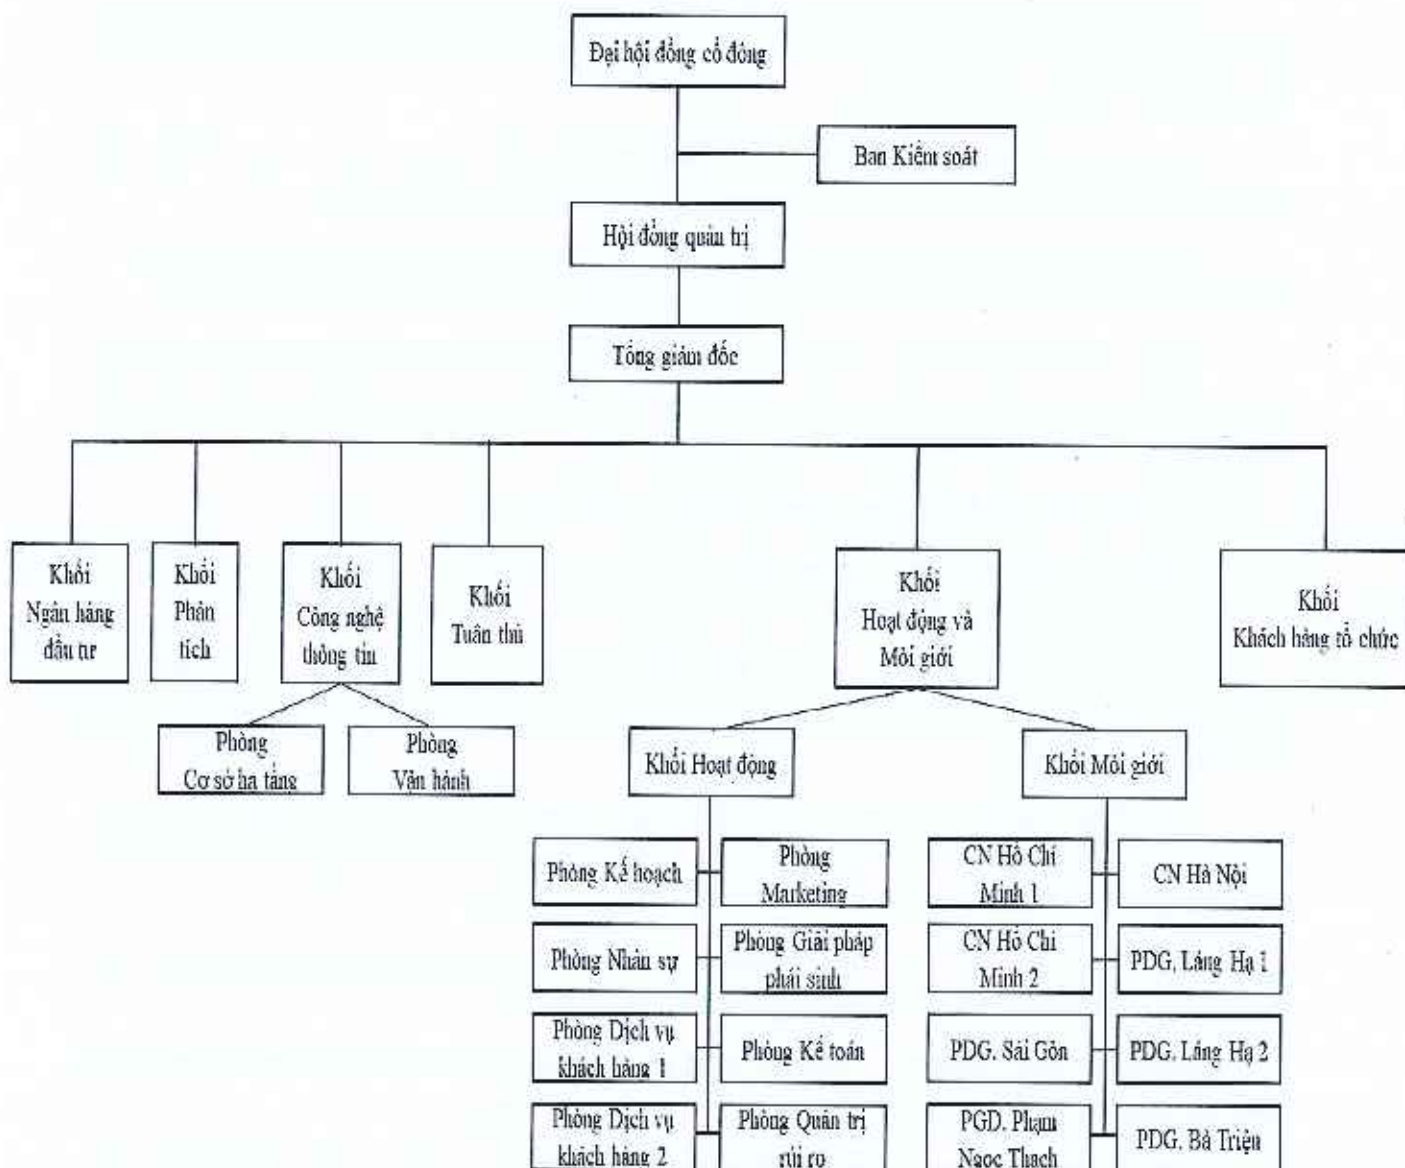 Đại hội đồng cổ đông
Ban Kiểm soát
Hội đồng quản trị
Tổng giám đốc
Khối
Ngân hàng
đầu tư
Khối
Phân
tích
Khối
Công nghệ
thông tin
Khối
Tuân thủ
Khối
Hoạt động và
Môi giới
Khối
Khách hàng tổ chức
Phòng
Cơ sở hạ tầng
Phòng
Vận hành
Khối Hoạt động
Khối Môi giới
Phòng Kế hoạch
Phòng
Marketing
CN Hồ Chí
Minh 1
CN Hà Nội
Phòng Nhân sự
Phòng Giải pháp
phái sinh
CN Hồ Chí
Minh 2
PDG. Láng Hạ 1
Phòng Dịch vụ
khách hàng 1
Phòng Kế toán
PDG. Sài Gòn
PDG. Láng Hạ 2
Phòng Dịch vụ
khách hàng 2
Phòng Quản trị
rủi ro
PGD. Phạm
Ngọc Thạch
PDG. Bà Triệu